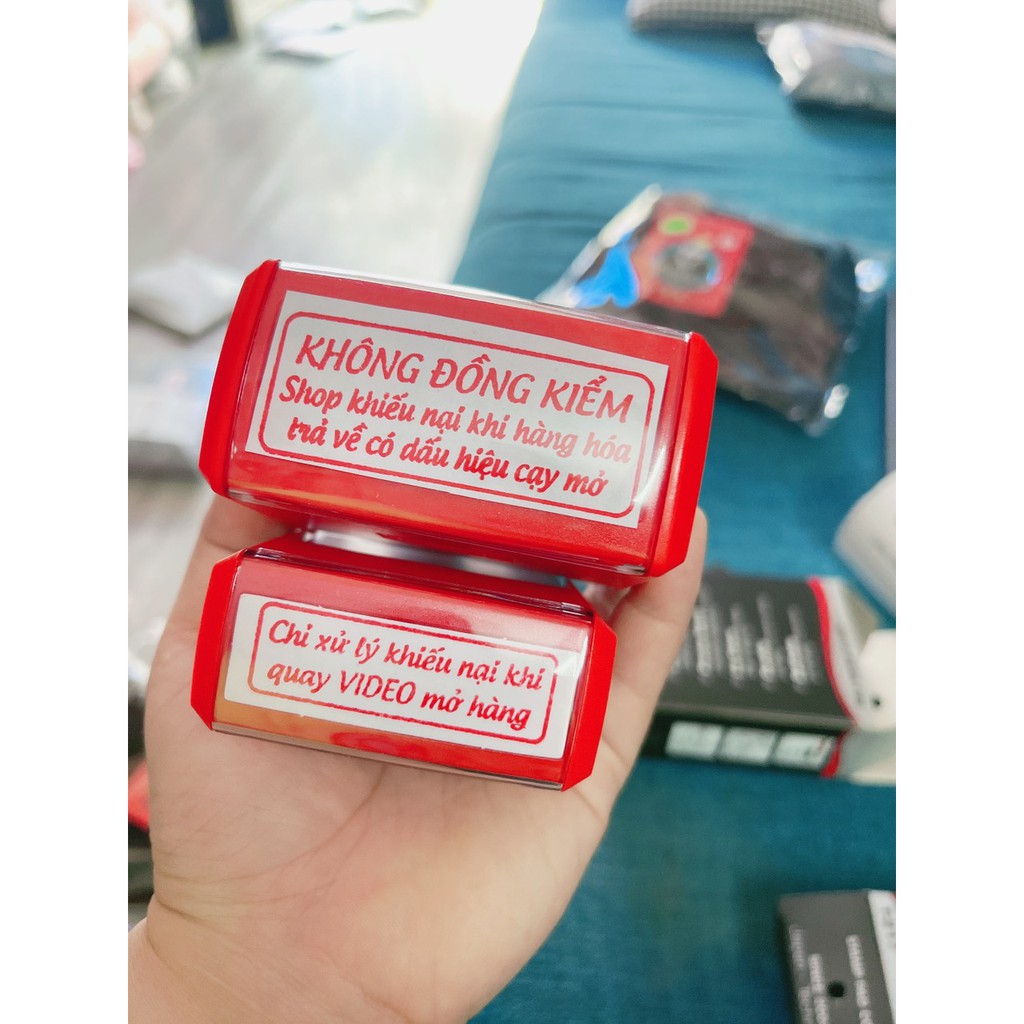 KHÔNG ĐỒNG KIỂM
Shop khiếu nại khi hàng hóa
trả về có dấu hiệu cạy mở
Chỉ xử lý khiếu nại khi
quay VIDEO mở hàng